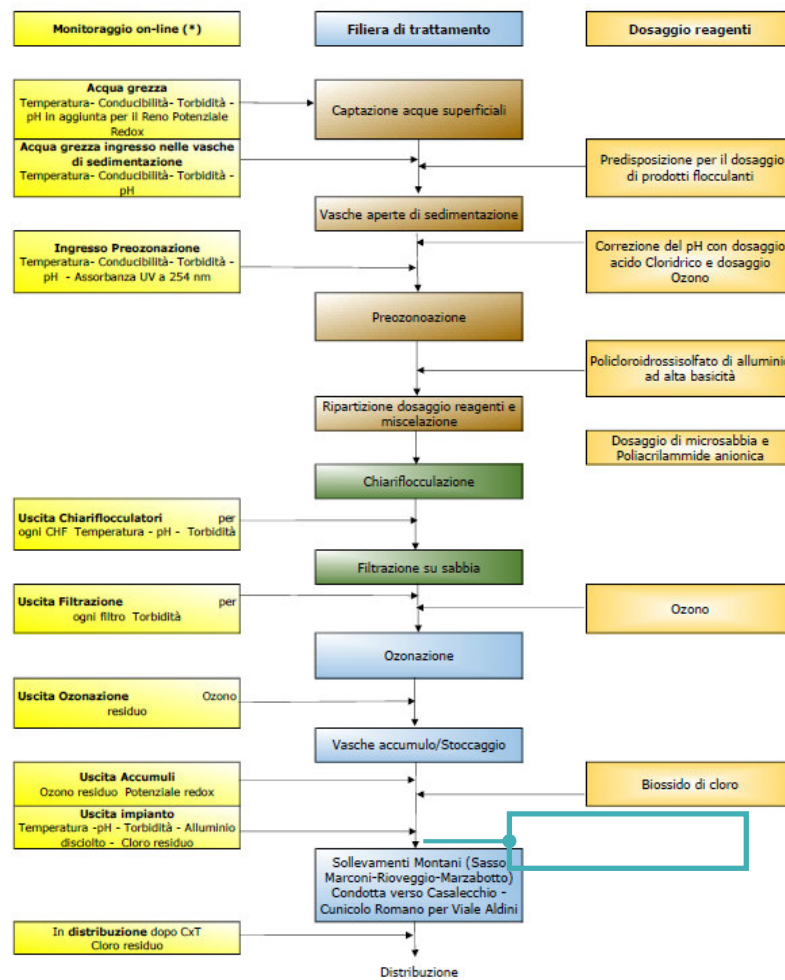 Monitoraggio on-line (*)
Filiera di trattamento
Dosaggio reagenti
Acqua grezza
Temperatura- Conducibilità- Torbidità -
pH in aggiunta per il Reno Potenziale
Redox
Captazione acque superficiali
Acqua grezza ingresso nelle vasche
di sedimentazione
Temperatura- Conducibilità- Torbidità -
pH
Predisposizione per il dosaggio
di prodotti flocculanti
Vasche aperte di sedimentazione
Ingresso Preozonazione
Temperatura- Conducibilità- Torbidità -
pH - Assorbanza UV a 254 nm
Correzione del pH con dosaggio
acido Cloridrico e dosaggio
Ozono
Preozonoazione
Policloroidrossisolfato di alluminio
ad alta basicità
Ripartizione dosaggio reagenti e
miscelazione
Dosaggio di microsabbia e
Poliacrilammide anionica
Chiariflocculazione
Uscita Chiariflocculatori per
ogni CHF Temperatura - pH - Torbidità
Filtrazione su sabbia
Uscita Filtrazione per
ogni filtro Torbidità
Ozono
Ozonazione
Uscita Ozonazione Ozono
residuo
Vasche accumulo/Stoccaggio
Uscita Accumuli
Ozono residuo Potenziale redox
Biossido di cloro
Uscita impianto
Temperatura -pH - Torbidità - Alluminio
disciolto - Cloro residuo
Sollevamenti Montani (Sasso
Marconi-Rioveggio-Marzabotto)
Condotta verso Casalecchio -
Cunicolo Romano per Viale Aldini
In distribuzione dopo CxT
Cloro residuo
Distribuzione